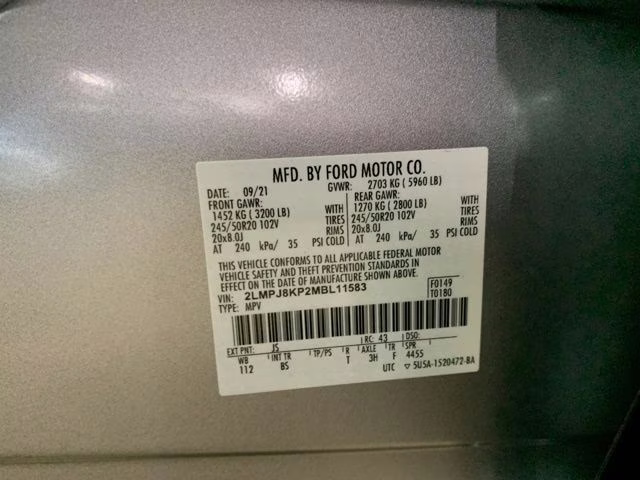 MFD. BY FORD MOTOR CO.
DATE: 09/21 GVWR: 2703 KG ( 5960 LB)
FRONT GAWR: REAR GAWR:
1452 KG ( 3200 LB) WITH 1270 KG ( 2800 LB) WITH
245/50R20 102V TIRES 245/50R20 102V TIRES
20x8.0J RIMS 20x8.0J RIMS
AT 240 kPa/ 35 PSI COLD AT 240 kPa/ 35 PSI COLD
THIS VEHICLE CONFORMS TO ALL APPLICABLE FEDERAL MOTOR
VEHICLE SAFETY AND THEFT PREVENTION STANDARDS IN
EFFECT ON THE DATE OF MANUFACTURE SHOWN ABOVE.
VIN: 2LMPJ8KP2MBL11583 F0149
TYPE: MPV T0180
EXT PNT: JS RC: 43 DSO:
WB INT TR TP/PS R AXLE TR SPR
112 BS T 3H F 4455
UTC ▽ 5U5A-1520472-BA